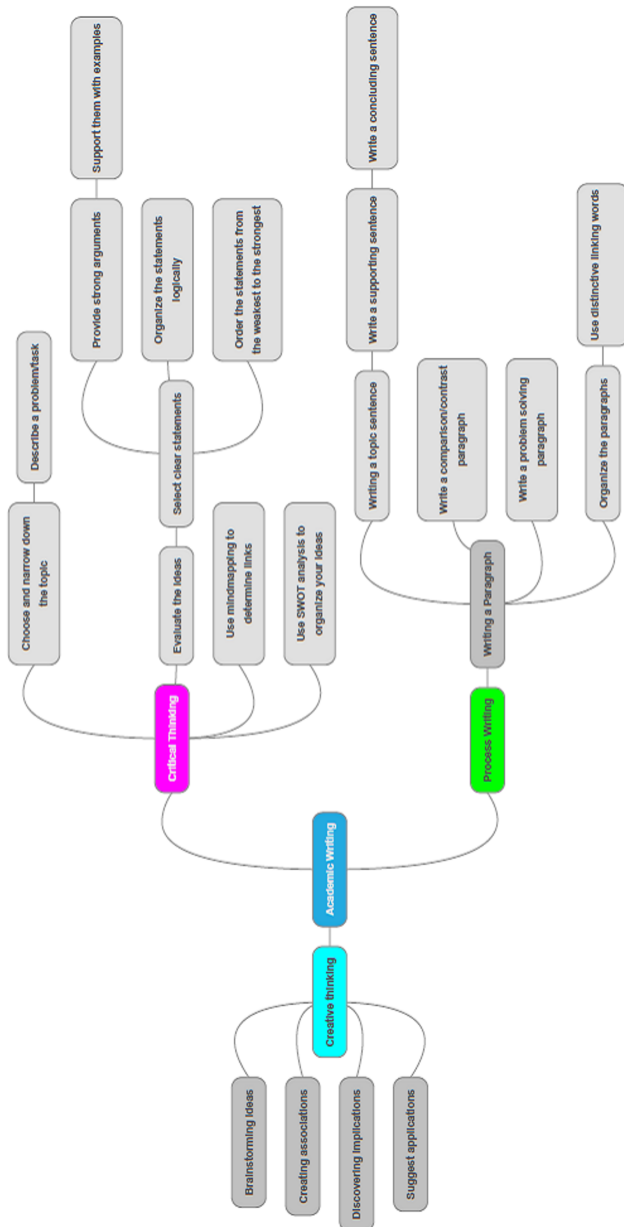 Academic Writing
Creative thinking
Brainstorming ideas
Creating associations
Discovering implications
Suggest applications
Critical Thinking
Choose and narrow down
the topic
Describe a problem/task
Evaluate the ideas
Select clear statements
Provide strong arguments
Support them with examples
Organize the statements
logically
Order the statements from
the weakest to the strongest
Use mindmapping to
determine links
Use SWOT analysis to
organize your ideas
Process Writing
Writing a Paragraph
Writing a topic sentence
Write a supporting sentence
Write a concluding sentence
Write a comparison/contrast
paragraph
Write a problem solving
paragraph
Organize the paragraphs
Use distinctive linking words